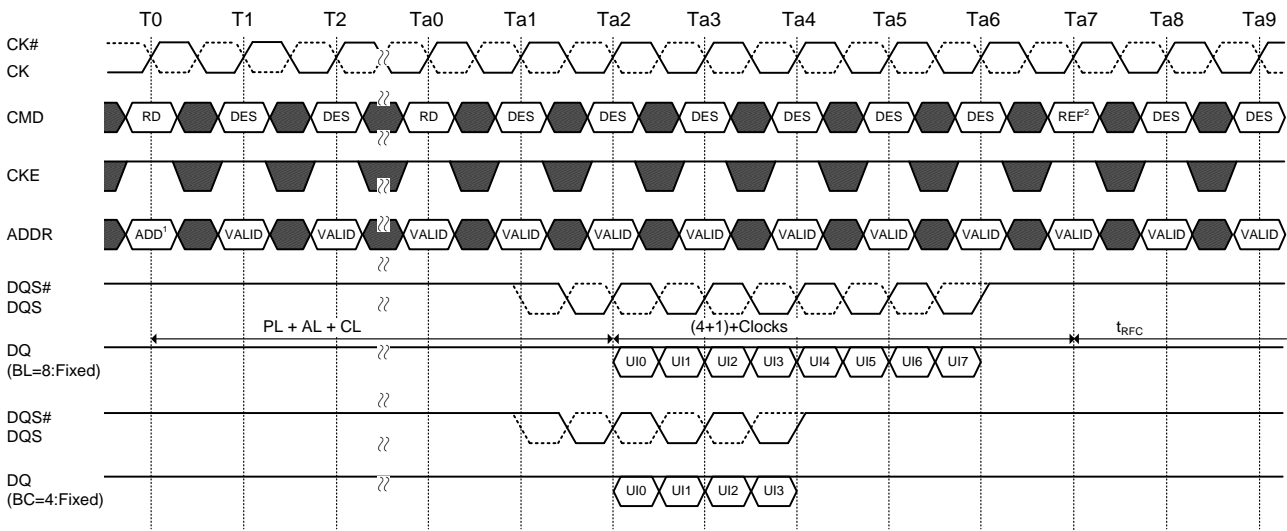 T0 T1 T2 Ta0 Ta1 Ta2 Ta3 Ta4 Ta5 Ta6 Ta7 Ta8 Ta9
CK#
CK
CMD RD DES DES RD DES DES DES DES DES DES REF² DES DES
CKE
ADDR ADD¹ VALID VALID VALID VALID VALID VALID VALID VALID VALID VALID VALID VALID
DQS#
DQS
PL + AL + CL (4+1)+Clocks tRFC
DQ
(BL=8:Fixed) UI0 UI1 UI2 UI3 UI4 UI5 UI6 UI7
DQS#
DQS
DQ
(BC=4:Fixed) UI0 UI1 UI2 UI3